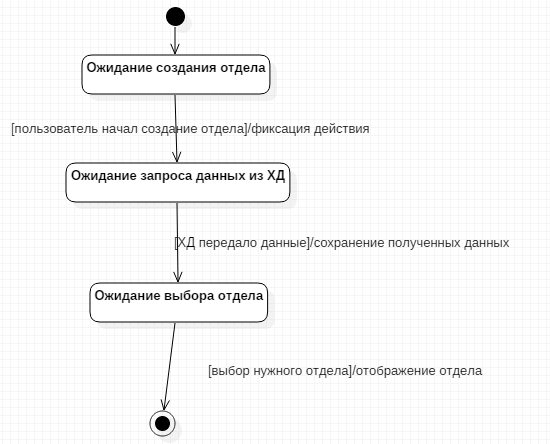 Ожидание создания отдела
[пользователь начал создание отдела]/фиксация действия
Ожидание запроса данных из ХД
[ХД передало данные]/сохранение полученных данных
Ожидание выбора отдела
[выбор нужного отдела]/отображение отдела